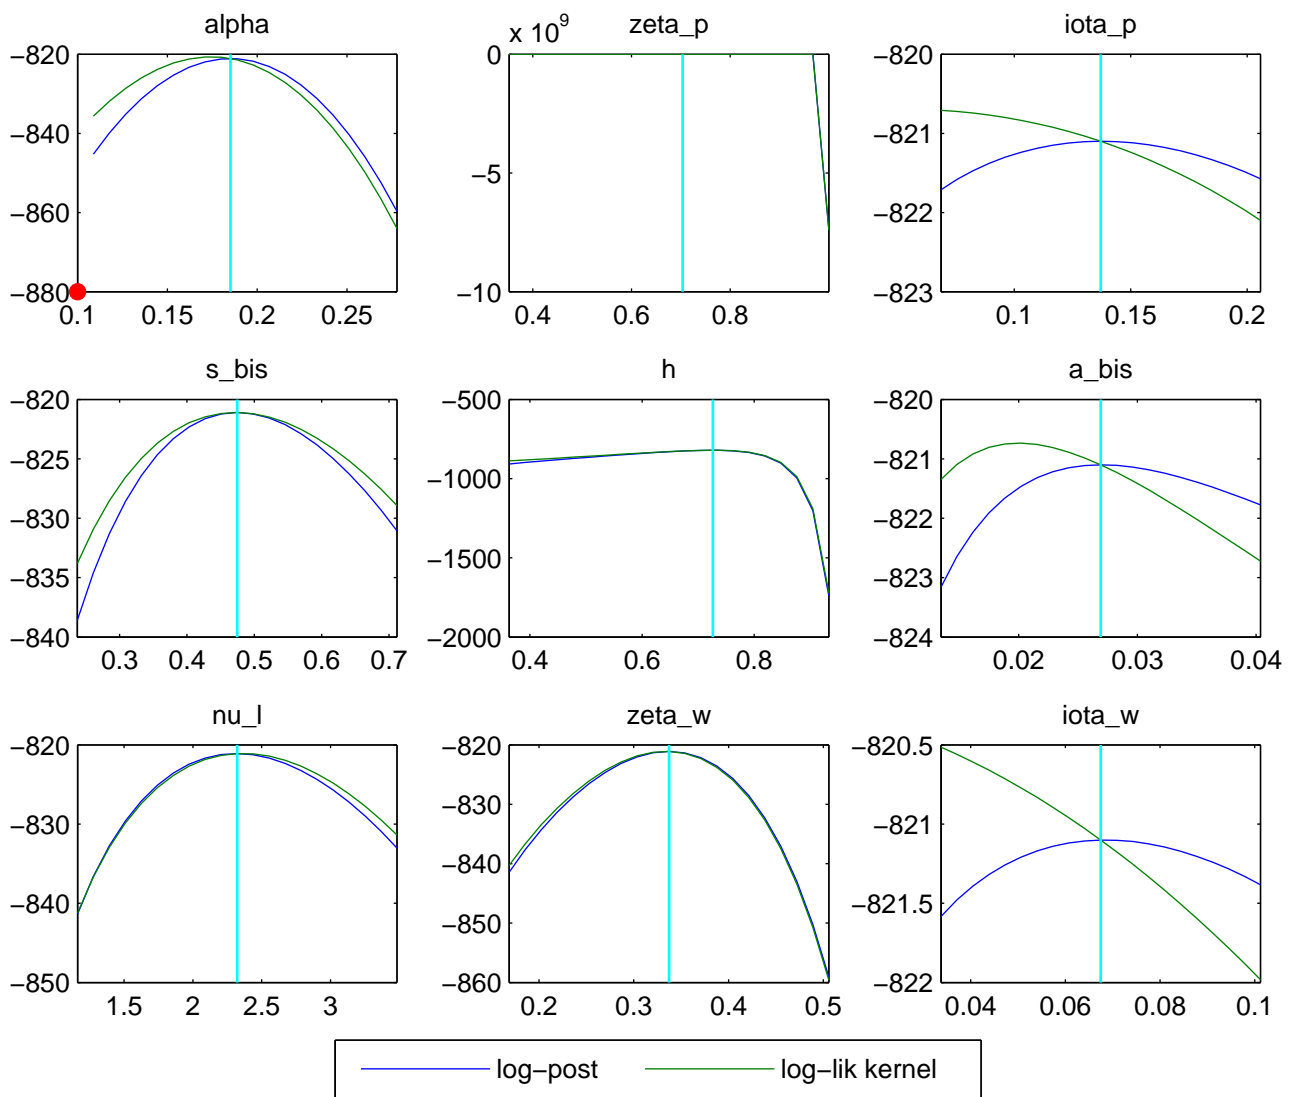 alpha
−820
−840
−860
−880
0.1 0.15 0.2 0.25
x 10⁹
zeta_p
0
−5
−10
0.4 0.6 0.8
iota_p
−820
−821
−822
−823
0.1 0.15 0.2
s_bis
−820
−825
−830
−835
−840
0.3 0.4 0.5 0.6 0.7
h
−500
−1000
−1500
−2000
0.4 0.6 0.8
a_bis
−820
−821
−822
−823
−824
0.02 0.03 0.04
nu_l
−820
−830
−840
−850
1.5 2 2.5 3
zeta_w
−820
−830
−840
−850
−860
0.2 0.3 0.4 0.5
iota_w
−820.5
−821
−821.5
−822
0.04 0.06 0.08 0.1
log−post log−lik kernel